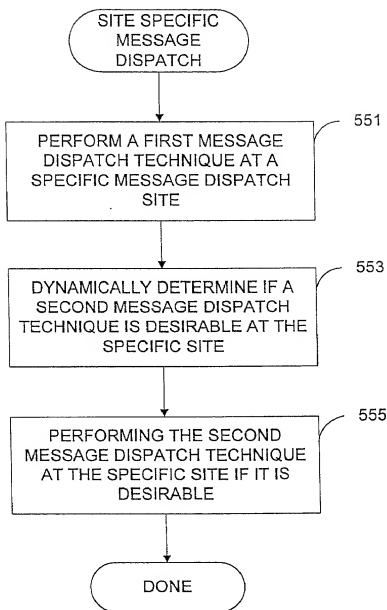 SITE SPECIFIC
MESSAGE
DISPATCH
551
PERFORM A FIRST MESSAGE
DISPATCH TECHNIQUE AT A
SPECIFIC MESSAGE DISPATCH
SITE
553
DYNAMICALLY DETERMINE IF A
SECOND MESSAGE DISPATCH
TECHNIQUE IS DESIRABLE AT THE
SPECIFIC SITE
555
PERFORMING THE SECOND
MESSAGE DISPATCH TECHNIQUE
AT THE SPECIFIC SITE IF IT IS
DESIRABLE
DONE